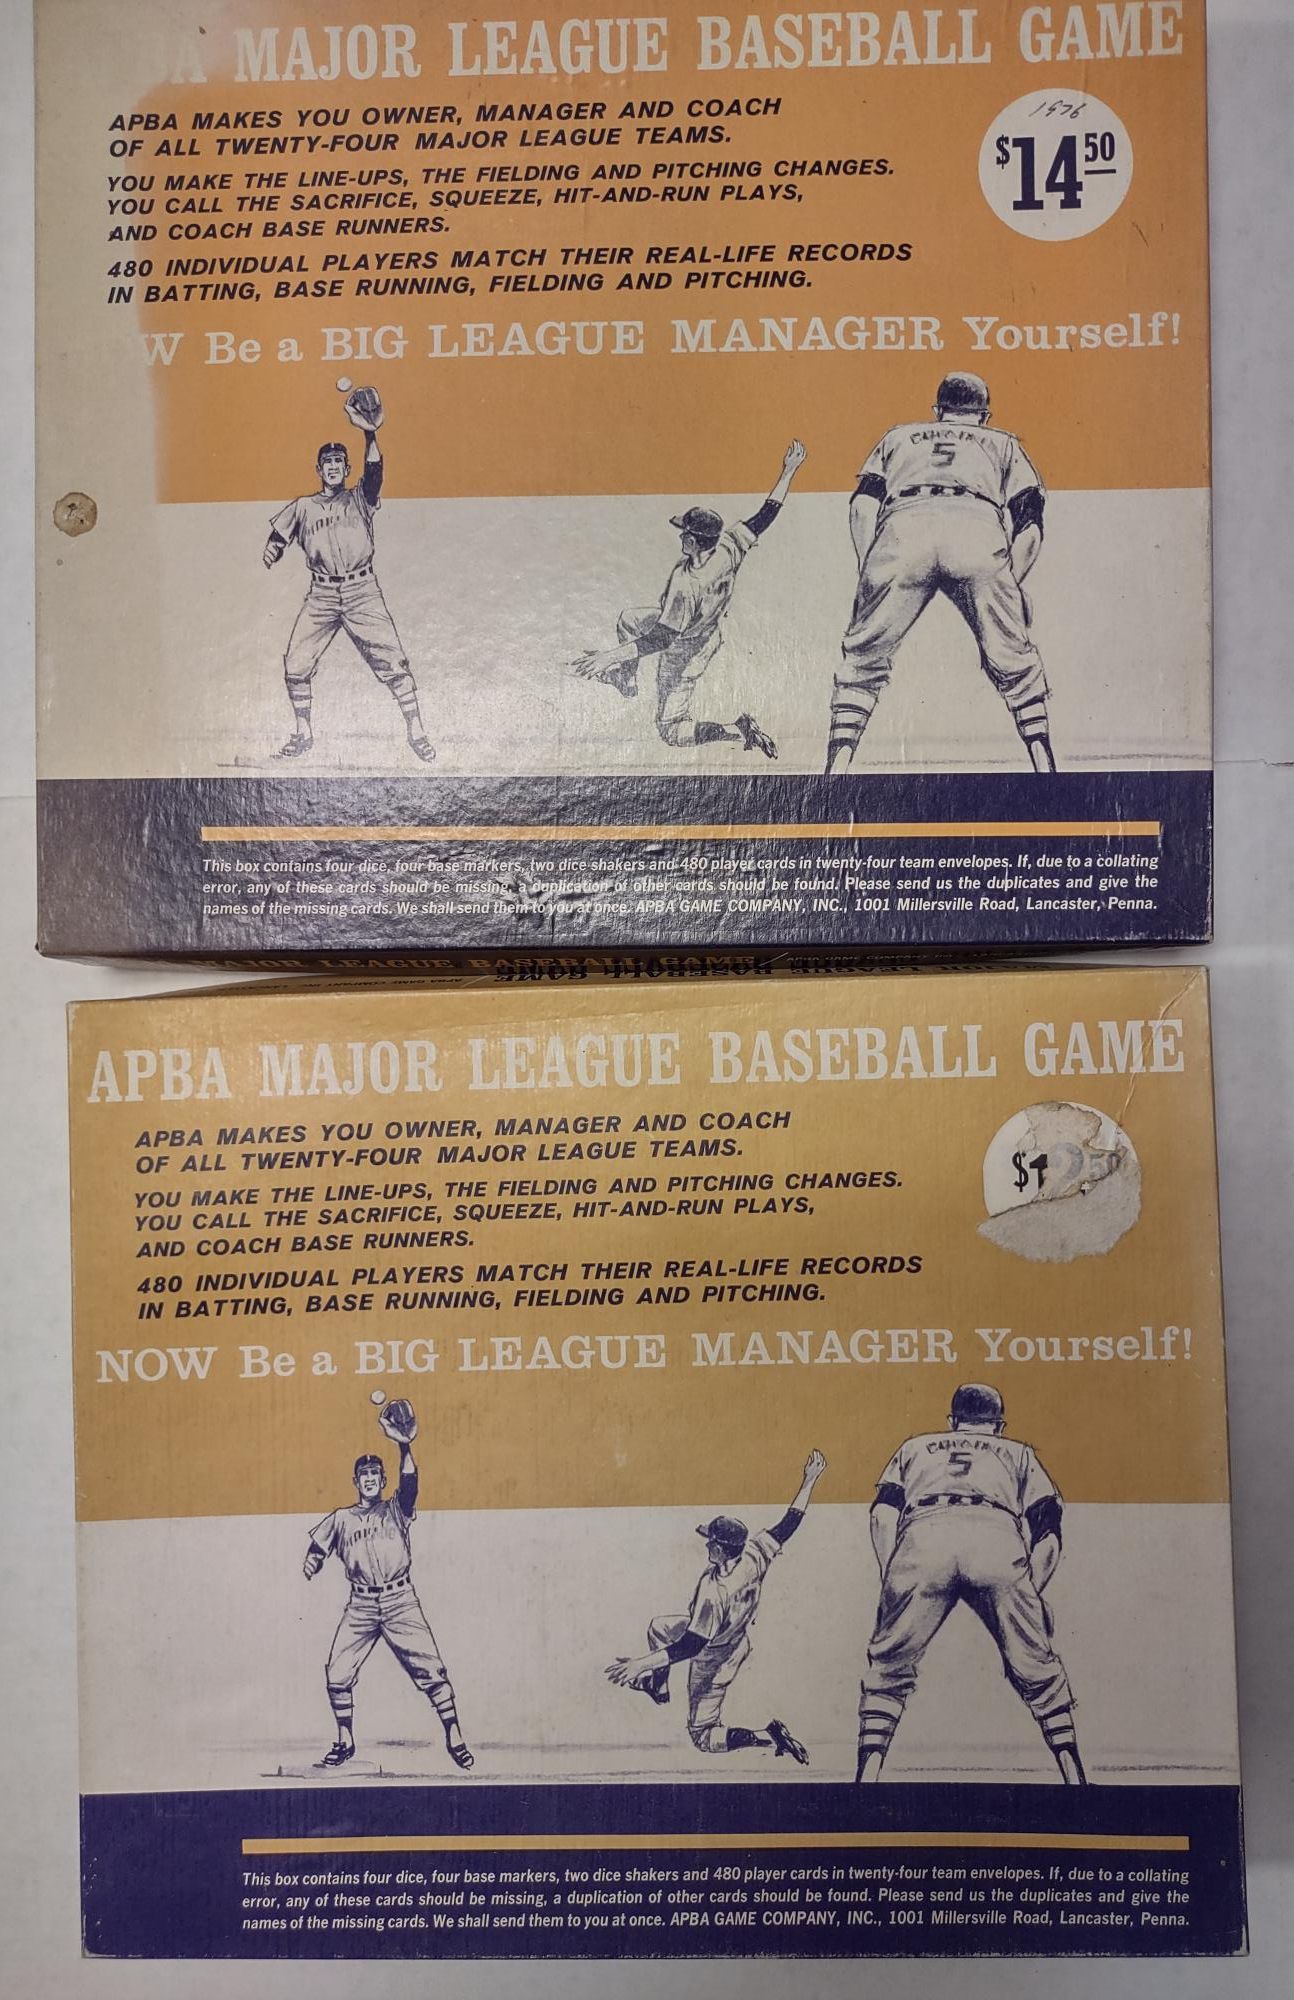 A MAJOR LEAGUE BASEBALL GAME
APBA MAKES YOU OWNER, MANAGER AND COACH
OF ALL TWENTY-FOUR MAJOR LEAGUE TEAMS.
1976
$14 50
YOU MAKE THE LINE-UPS, THE FIELDING AND PITCHING CHANGES.
YOU CALL THE SACRIFICE, SQUEEZE, HIT-AND-RUN PLAYS,
AND COACH BASE RUNNERS.
480 INDIVIDUAL PLAYERS MATCH THEIR REAL-LIFE RECORDS
IN BATTING, BASE RUNNING, FIELDING AND PITCHING.
W Be a BIG LEAGUE MANAGER Yourself!
5
This box contains four dice, four base markers, two dice shakers and 480 player cards in twenty-four team envelopes. If, due to a collating
error, any of these cards should be missing, a duplication of other cards should be found. Please send us the duplicates and give the
names of the missing cards. We shall send them to you at once. APBA GAME COMPANY, INC., 1001 Millersville Road, Lancaster, Penna.
MAJOR LEAGUE BASEBALL GAME
APBA MAJOR LEAGUE BASEBALL GAME
APBA MAKES YOU OWNER, MANAGER AND COACH
OF ALL TWENTY-FOUR MAJOR LEAGUE TEAMS.
$1 50
YOU MAKE THE LINE-UPS, THE FIELDING AND PITCHING CHANGES.
YOU CALL THE SACRIFICE, SQUEEZE, HIT-AND-RUN PLAYS,
AND COACH BASE RUNNERS.
480 INDIVIDUAL PLAYERS MATCH THEIR REAL-LIFE RECORDS
IN BATTING, BASE RUNNING, FIELDING AND PITCHING.
NOW Be a BIG LEAGUE MANAGER Yourself!
5
This box contains four dice, four base markers, two dice shakers and 480 player cards in twenty-four team envelopes. If, due to a collating
error, any of these cards should be missing, a duplication of other cards should be found. Please send us the duplicates and give the
names of the missing cards. We shall send them to you at once. APBA GAME COMPANY, INC., 1001 Millersville Road, Lancaster, Penna.